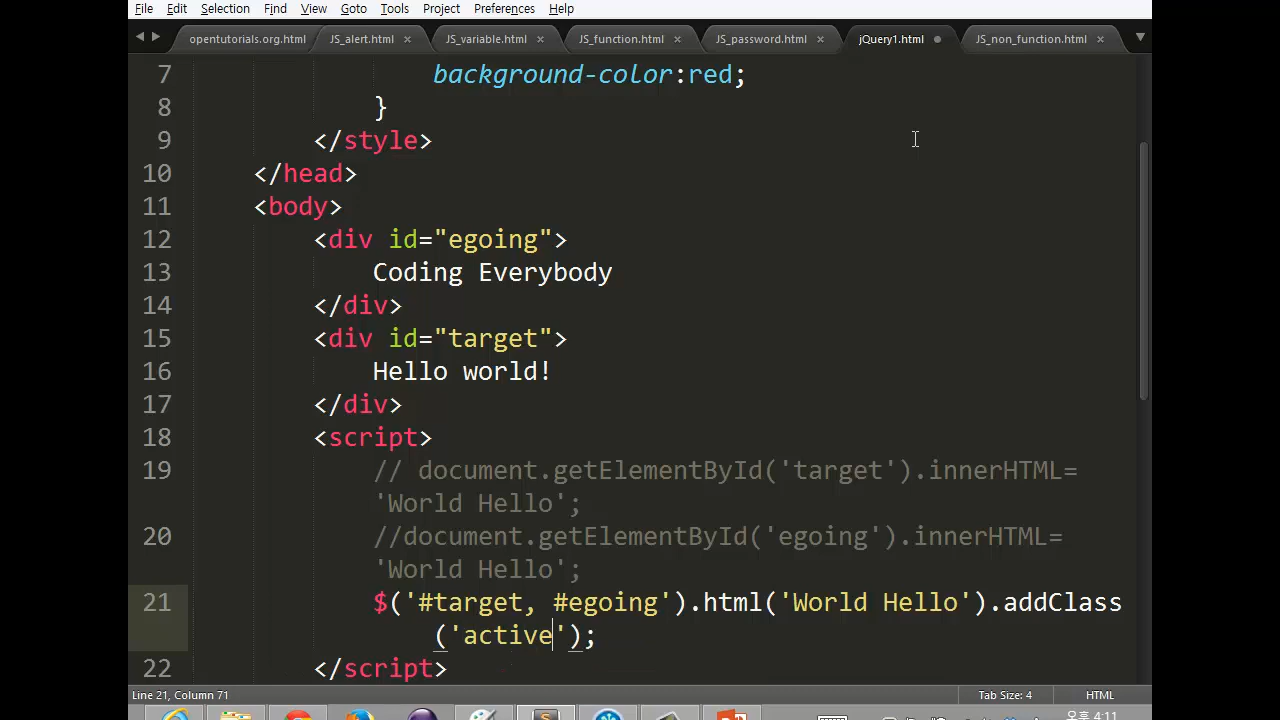 File Edit Selection Find View Goto Tools Project Preferences Help
opentutorials.org.html JS_alert.html × JS_variable.html × JS_function.html × JS_password.html × jQuery1.html JS_non_function.html ×
7 background-color:red;
8 }
9 </style>
10 </head>
11 <body>
12 <div id="egoing">
13 Coding Everybody
14 </div>
15 <div id="target">
16 Hello world!
17 </div>
18 <script>
19 // document.getElementById('target').innerHTML=
'World Hello';
20 //document.getElementById('egoing').innerHTML=
'World Hello';
21 $('#target, #egoing').html('World Hello').addClass
('active');
22 </script>
Line 21, Column 71 Tab Size: 4 HTML
오후 4:11